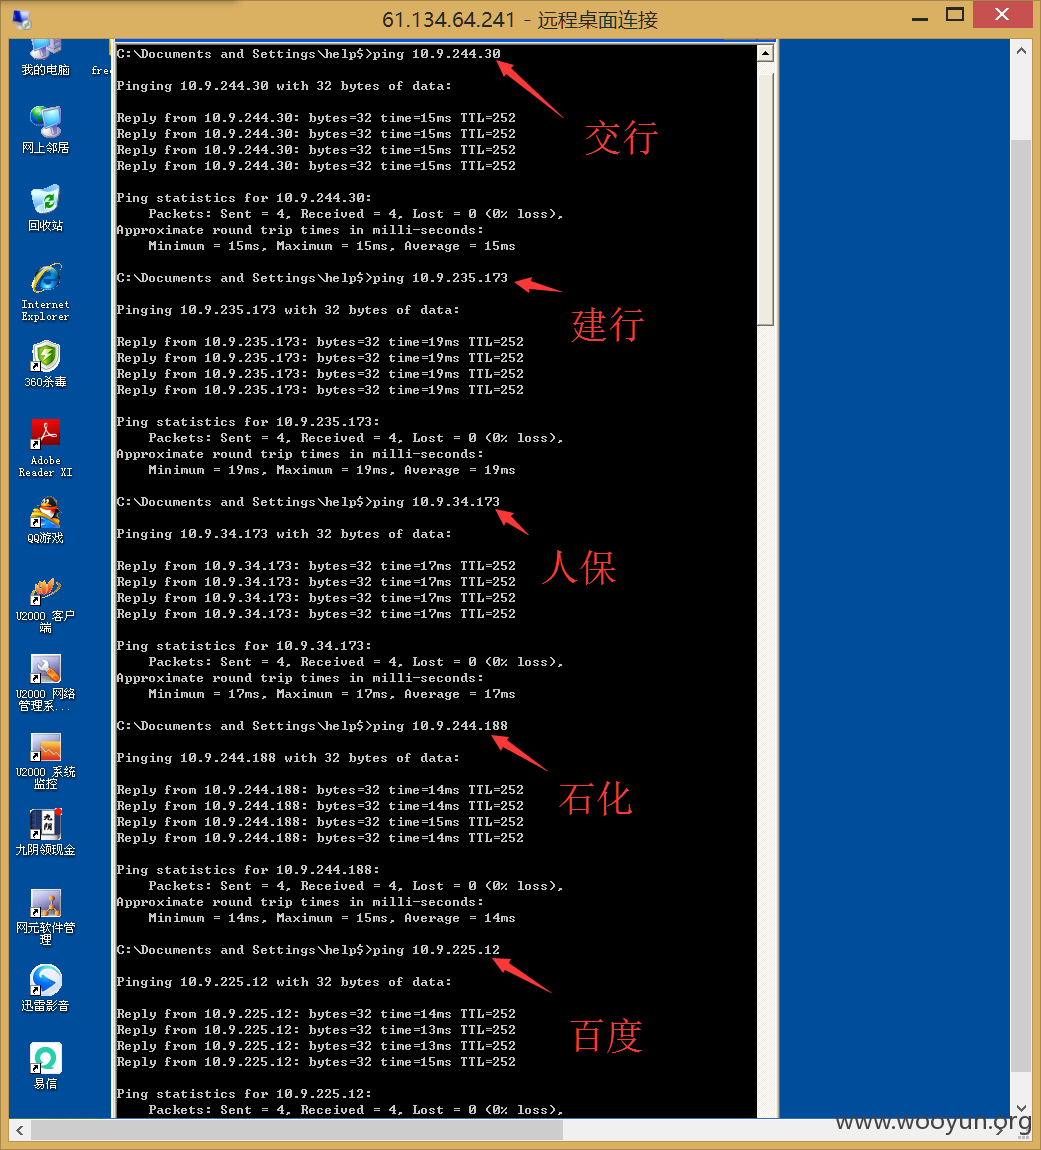 61.134.64.241 - 远程桌面连接
我的电脑
网上邻居
回收站
Internet
Explorer
360杀毒
Adobe
Reader XI
QQ游戏
U2000 客户
端
U2000 网络
管理系...
U2000 系统
监控
九阴
九阴领现金
网元软件管
理
迅雷影音
易信
free
C:\Documents and Settings\help$>ping 10.9.244.30
交行
Pinging 10.9.244.30 with 32 bytes of data:
Reply from 10.9.244.30: bytes=32 time=15ms TTL=252
Reply from 10.9.244.30: bytes=32 time=15ms TTL=252
Reply from 10.9.244.30: bytes=32 time=15ms TTL=252
Reply from 10.9.244.30: bytes=32 time=15ms TTL=252
Ping statistics for 10.9.244.30:
Packets: Sent = 4, Received = 4, Lost = 0 (0% loss),
Approximate round trip times in milli-seconds:
Minimum = 15ms, Maximum = 15ms, Average = 15ms
C:\Documents and Settings\help$>ping 10.9.235.173
建行
Pinging 10.9.235.173 with 32 bytes of data:
Reply from 10.9.235.173: bytes=32 time=19ms TTL=252
Reply from 10.9.235.173: bytes=32 time=19ms TTL=252
Reply from 10.9.235.173: bytes=32 time=19ms TTL=252
Reply from 10.9.235.173: bytes=32 time=19ms TTL=252
Ping statistics for 10.9.235.173:
Packets: Sent = 4, Received = 4, Lost = 0 (0% loss),
Approximate round trip times in milli-seconds:
Minimum = 19ms, Maximum = 19ms, Average = 19ms
C:\Documents and Settings\help$>ping 10.9.34.173
人保
Pinging 10.9.34.173 with 32 bytes of data:
Reply from 10.9.34.173: bytes=32 time=17ms TTL=252
Reply from 10.9.34.173: bytes=32 time=17ms TTL=252
Reply from 10.9.34.173: bytes=32 time=17ms TTL=252
Reply from 10.9.34.173: bytes=32 time=17ms TTL=252
Ping statistics for 10.9.34.173:
Packets: Sent = 4, Received = 4, Lost = 0 (0% loss),
Approximate round trip times in milli-seconds:
Minimum = 17ms, Maximum = 17ms, Average = 17ms
C:\Documents and Settings\help$>ping 10.9.244.188
石化
Pinging 10.9.244.188 with 32 bytes of data:
Reply from 10.9.244.188: bytes=32 time=14ms TTL=252
Reply from 10.9.244.188: bytes=32 time=14ms TTL=252
Reply from 10.9.244.188: bytes=32 time=15ms TTL=252
Reply from 10.9.244.188: bytes=32 time=14ms TTL=252
Ping statistics for 10.9.244.188:
Packets: Sent = 4, Received = 4, Lost = 0 (0% loss),
Approximate round trip times in milli-seconds:
Minimum = 14ms, Maximum = 15ms, Average = 14ms
C:\Documents and Settings\help$>ping 10.9.225.12
百度
Pinging 10.9.225.12 with 32 bytes of data:
Reply from 10.9.225.12: bytes=32 time=14ms TTL=252
Reply from 10.9.225.12: bytes=32 time=13ms TTL=252
Reply from 10.9.225.12: bytes=32 time=13ms TTL=252
Reply from 10.9.225.12: bytes=32 time=15ms TTL=252
Ping statistics for 10.9.225.12:
Packets: Sent = 4, Received = 4, Lost = 0 (0% loss),
www.wooyun.org